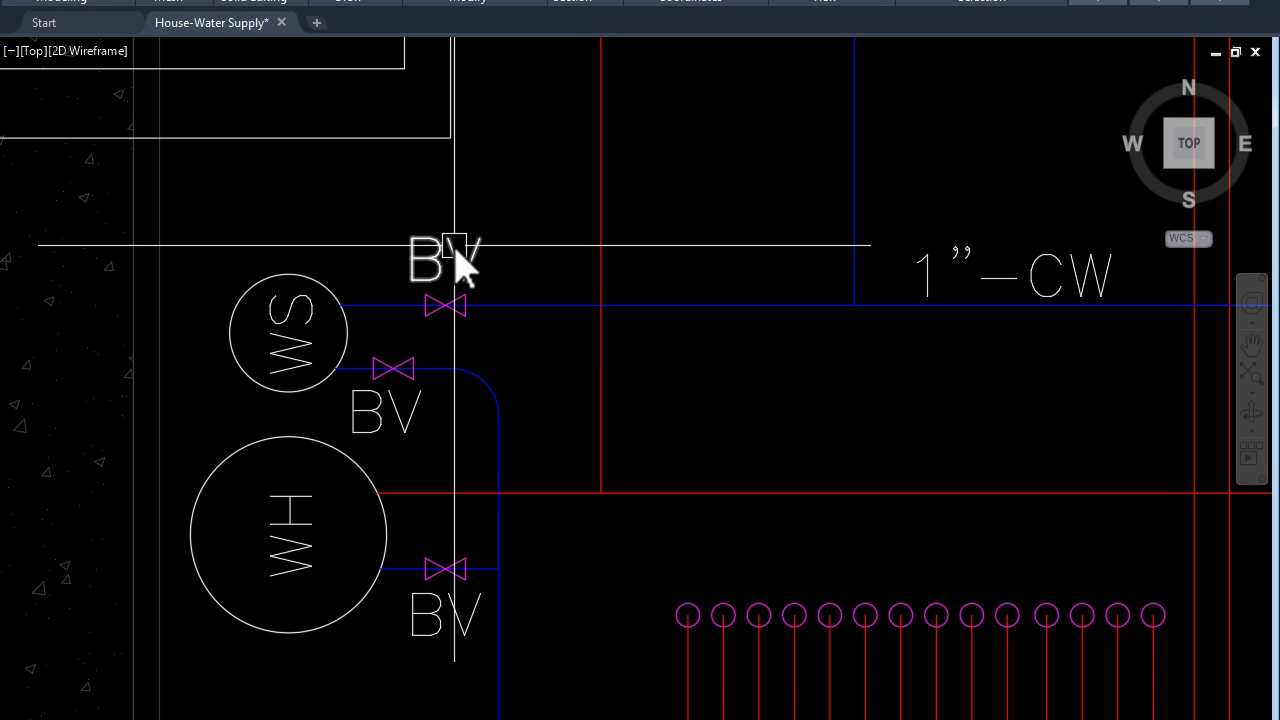 Start
House-Water Supply*
[−][Top][2D Wireframe]
N
W
TOP
E
S
WCS
BV
1"-CW
WS
BV
WH
BV